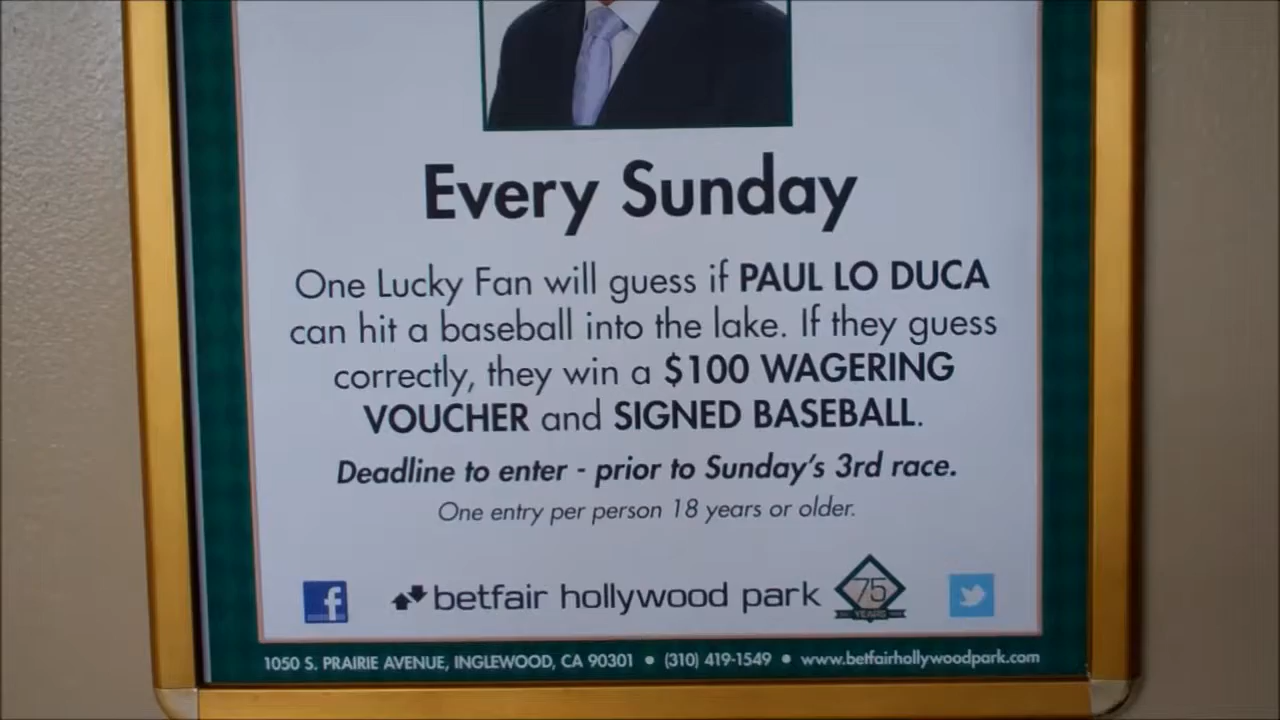 Every Sunday
One Lucky Fan will guess if PAUL LO DUCA
can hit a baseball into the lake. If they guess
correctly, they win a $100 WAGERING
VOUCHER and SIGNED BASEBALL.
Deadline to enter - prior to Sunday's 3rd race.
One entry per person 18 years or older.
f betfair hollywood park 75 YEARS
1050 S. PRAIRIE AVENUE, INGLEWOOD, CA 90301 • (310) 419-1549 • www.betfairhollywoodpark.com